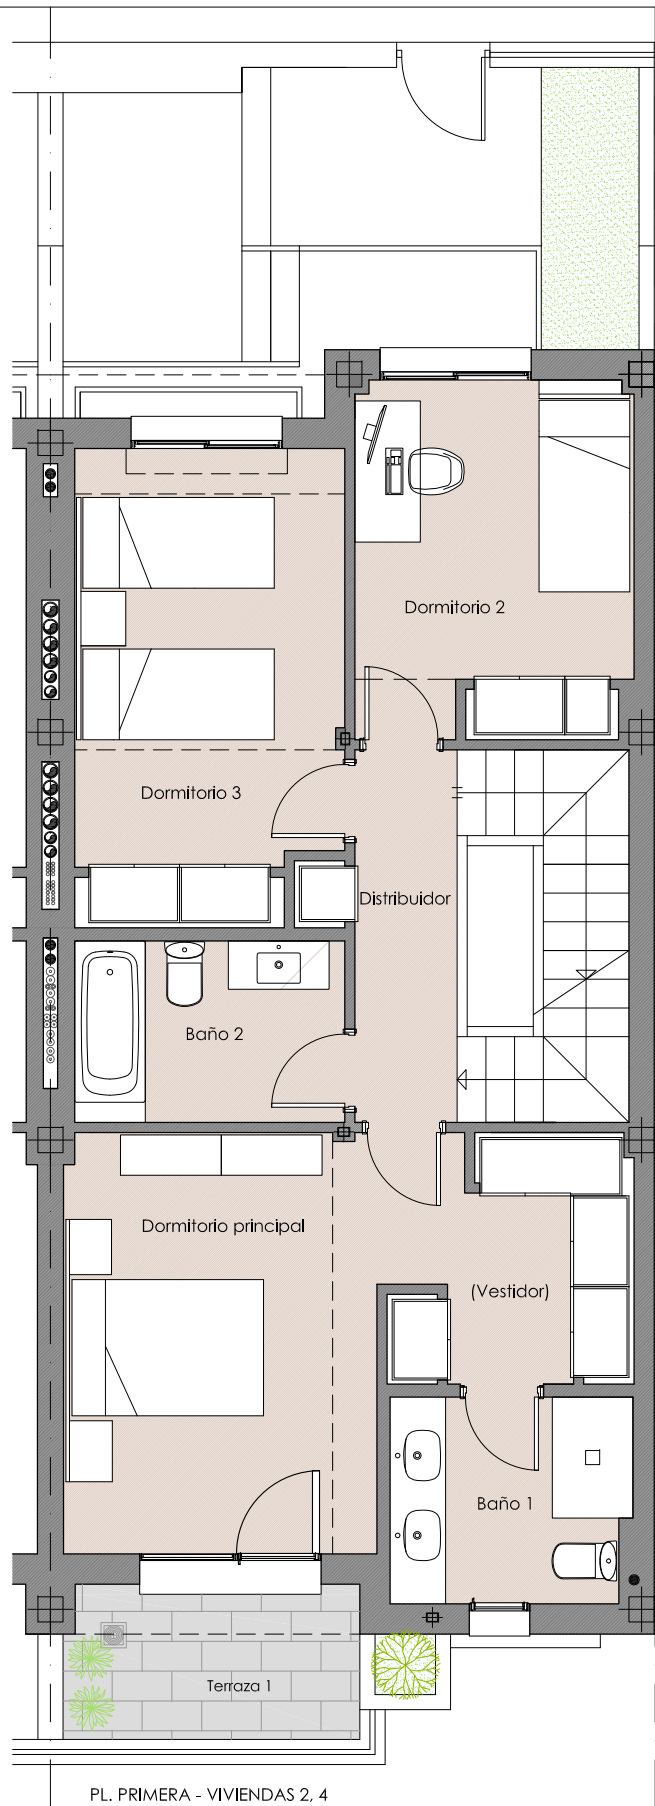 Dormitorio 2
Dormitorio 3
Distribuidor
Baño 2
Dormitorio principal
(Vestidor)
Baño 1
Terraza 1
PL. PRIMERA - VIVIENDAS 2, 4